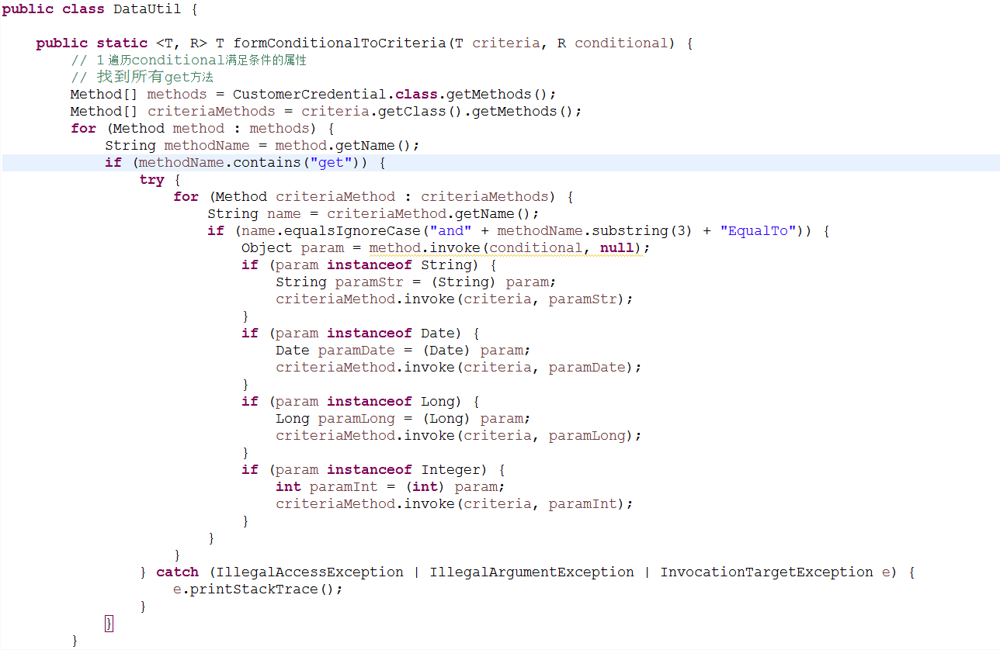 public class DataUtil {
public static <T, R> T formConditionalToCriteria(T criteria, R conditional) {
// 1 遍历conditional满足条件的属性
// 找到所有get方法
Method[] methods = CustomerCredential.class.getMethods();
Method[] criteriaMethods = criteria.getClass().getMethods();
for (Method method : methods) {
String methodName = method.getName();
if (methodName.contains("get")) {
try {
for (Method criteriaMethod : criteriaMethods) {
String name = criteriaMethod.getName();
if (name.equalsIgnoreCase("and" + methodName.substring(3) + "EqualTo")) {
Object param = method.invoke(conditional, null);
if (param instanceof String) {
String paramStr = (String) param;
criteriaMethod.invoke(criteria, paramStr);
}
if (param instanceof Date) {
Date paramDate = (Date) param;
criteriaMethod.invoke(criteria, paramDate);
}
if (param instanceof Long) {
Long paramLong = (Long) param;
criteriaMethod.invoke(criteria, paramLong);
}
if (param instanceof Integer) {
int paramInt = (int) param;
criteriaMethod.invoke(criteria, paramInt);
}
}
}
} catch (IllegalAccessException | IllegalArgumentException | InvocationTargetException e) {
e.printStackTrace();
}
}
}